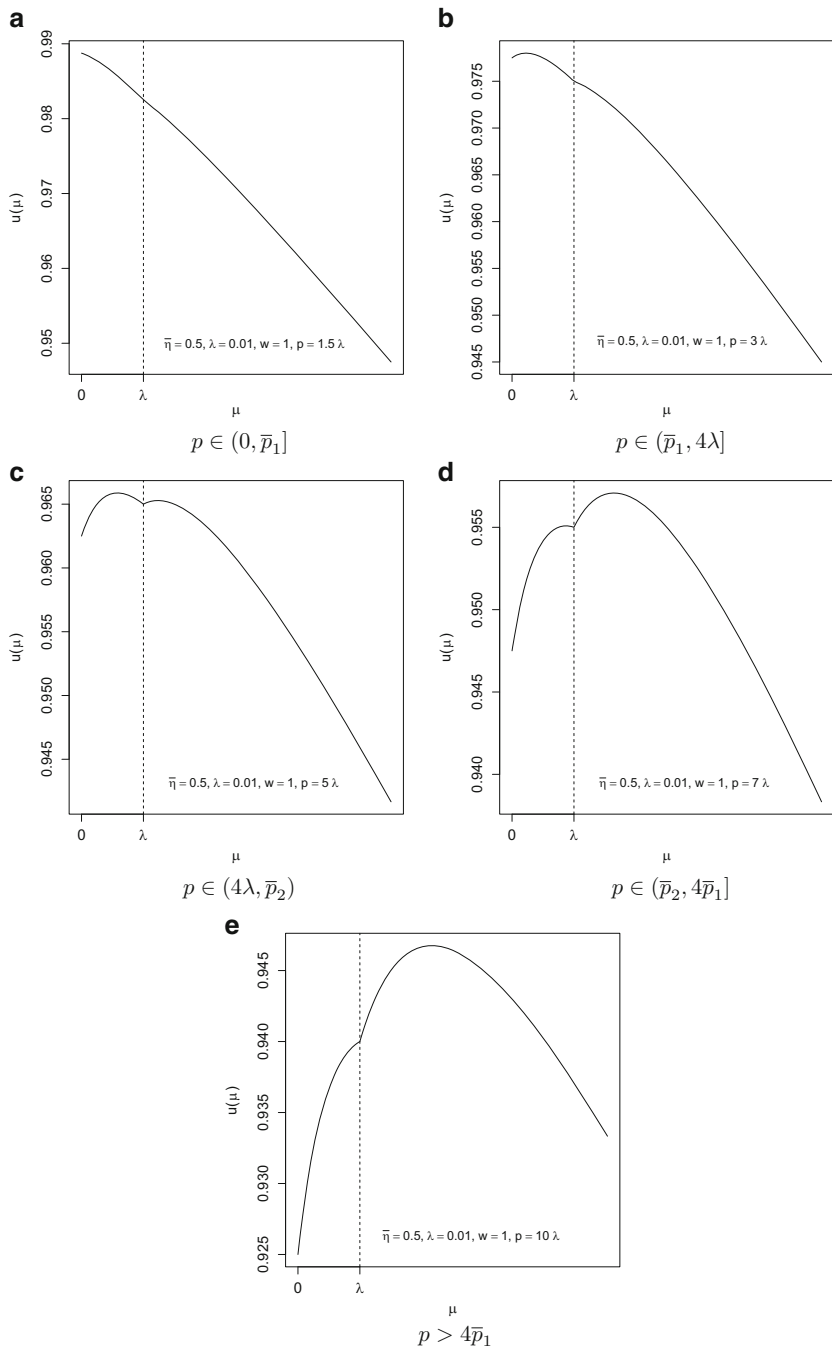 a
0.99
0.98
0.97
0.96
0.95
u(μ)
η̅ = 0.5, λ = 0.01, w = 1, p = 1.5 λ
0
λ
μ
p ∈ (0, p̅₁]
b
0.975
0.970
0.965
0.960
0.955
0.950
0.945
u(μ)
η̅ = 0.5, λ = 0.01, w = 1, p = 3 λ
0
λ
μ
p ∈ (p̅₁, 4λ]
c
0.965
0.960
0.955
0.950
0.945
u(μ)
η̅ = 0.5, λ = 0.01, w = 1, p = 5 λ
0
λ
μ
p ∈ (4λ, p̅₂)
d
0.955
0.950
0.945
0.940
u(μ)
η̅ = 0.5, λ = 0.01, w = 1, p = 7 λ
0
λ
μ
p ∈ (p̅₂, 4p̅₁]
e
0.945
0.940
0.935
0.930
0.925
u(μ)
η̅ = 0.5, λ = 0.01, w = 1, p = 10 λ
0
λ
μ
p > 4p̅₁